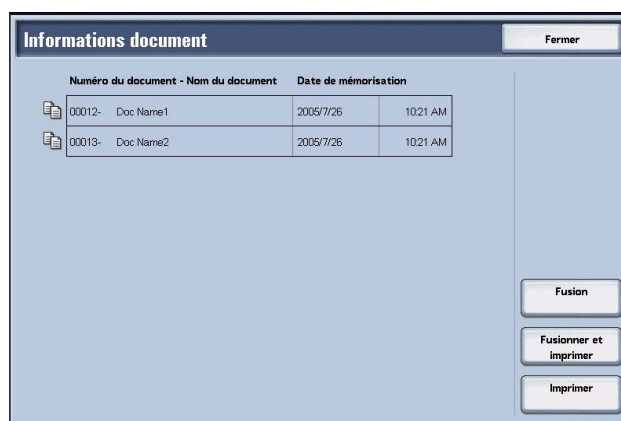 Informations document
Fermer
Numéro du document - Nom du document Date de mémorisation
00012- Doc Name1 2005/7/26 10:21 AM
00013- Doc Name2 2005/7/26 10:21 AM
Fusion
Fusionner et
imprimer
Imprimer